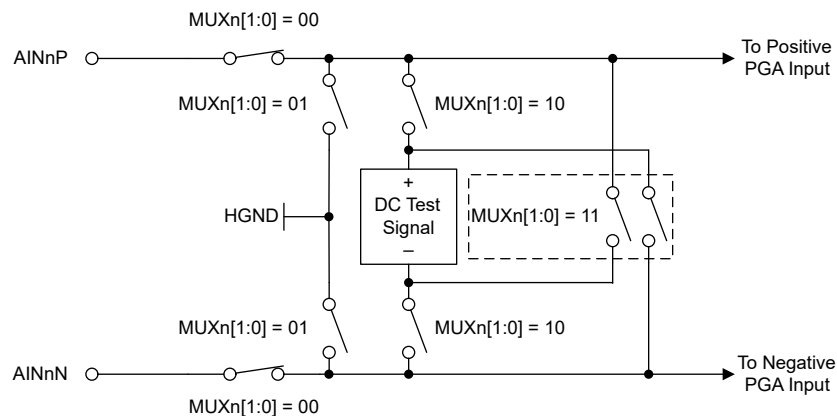 MUXn[1:0] = 00
AINnP
To Positive
PGA Input
MUXn[1:0] = 01
MUXn[1:0] = 10
+
DC Test
Signal
–
HGND
MUXn[1:0] = 11
MUXn[1:0] = 01
MUXn[1:0] = 10
AINnN
To Negative
PGA Input
MUXn[1:0] = 00